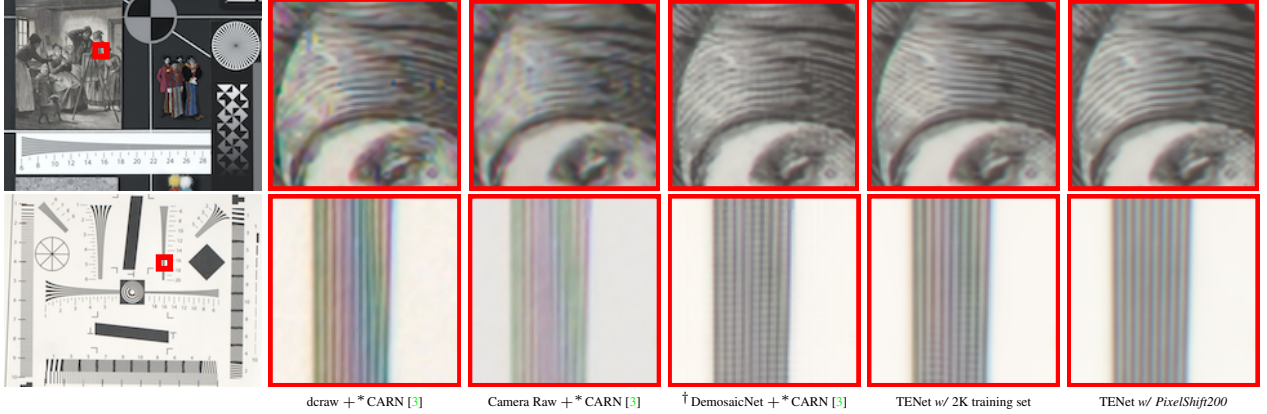 6 8 10 12 14 16 18 20 22 24 26 28
dcraw +*CARN [3]
Camera Raw +*CARN [3]
†DemosaicNet +*CARN [3]
TENet w/ 2K training set
TENet w/ PixelShift200